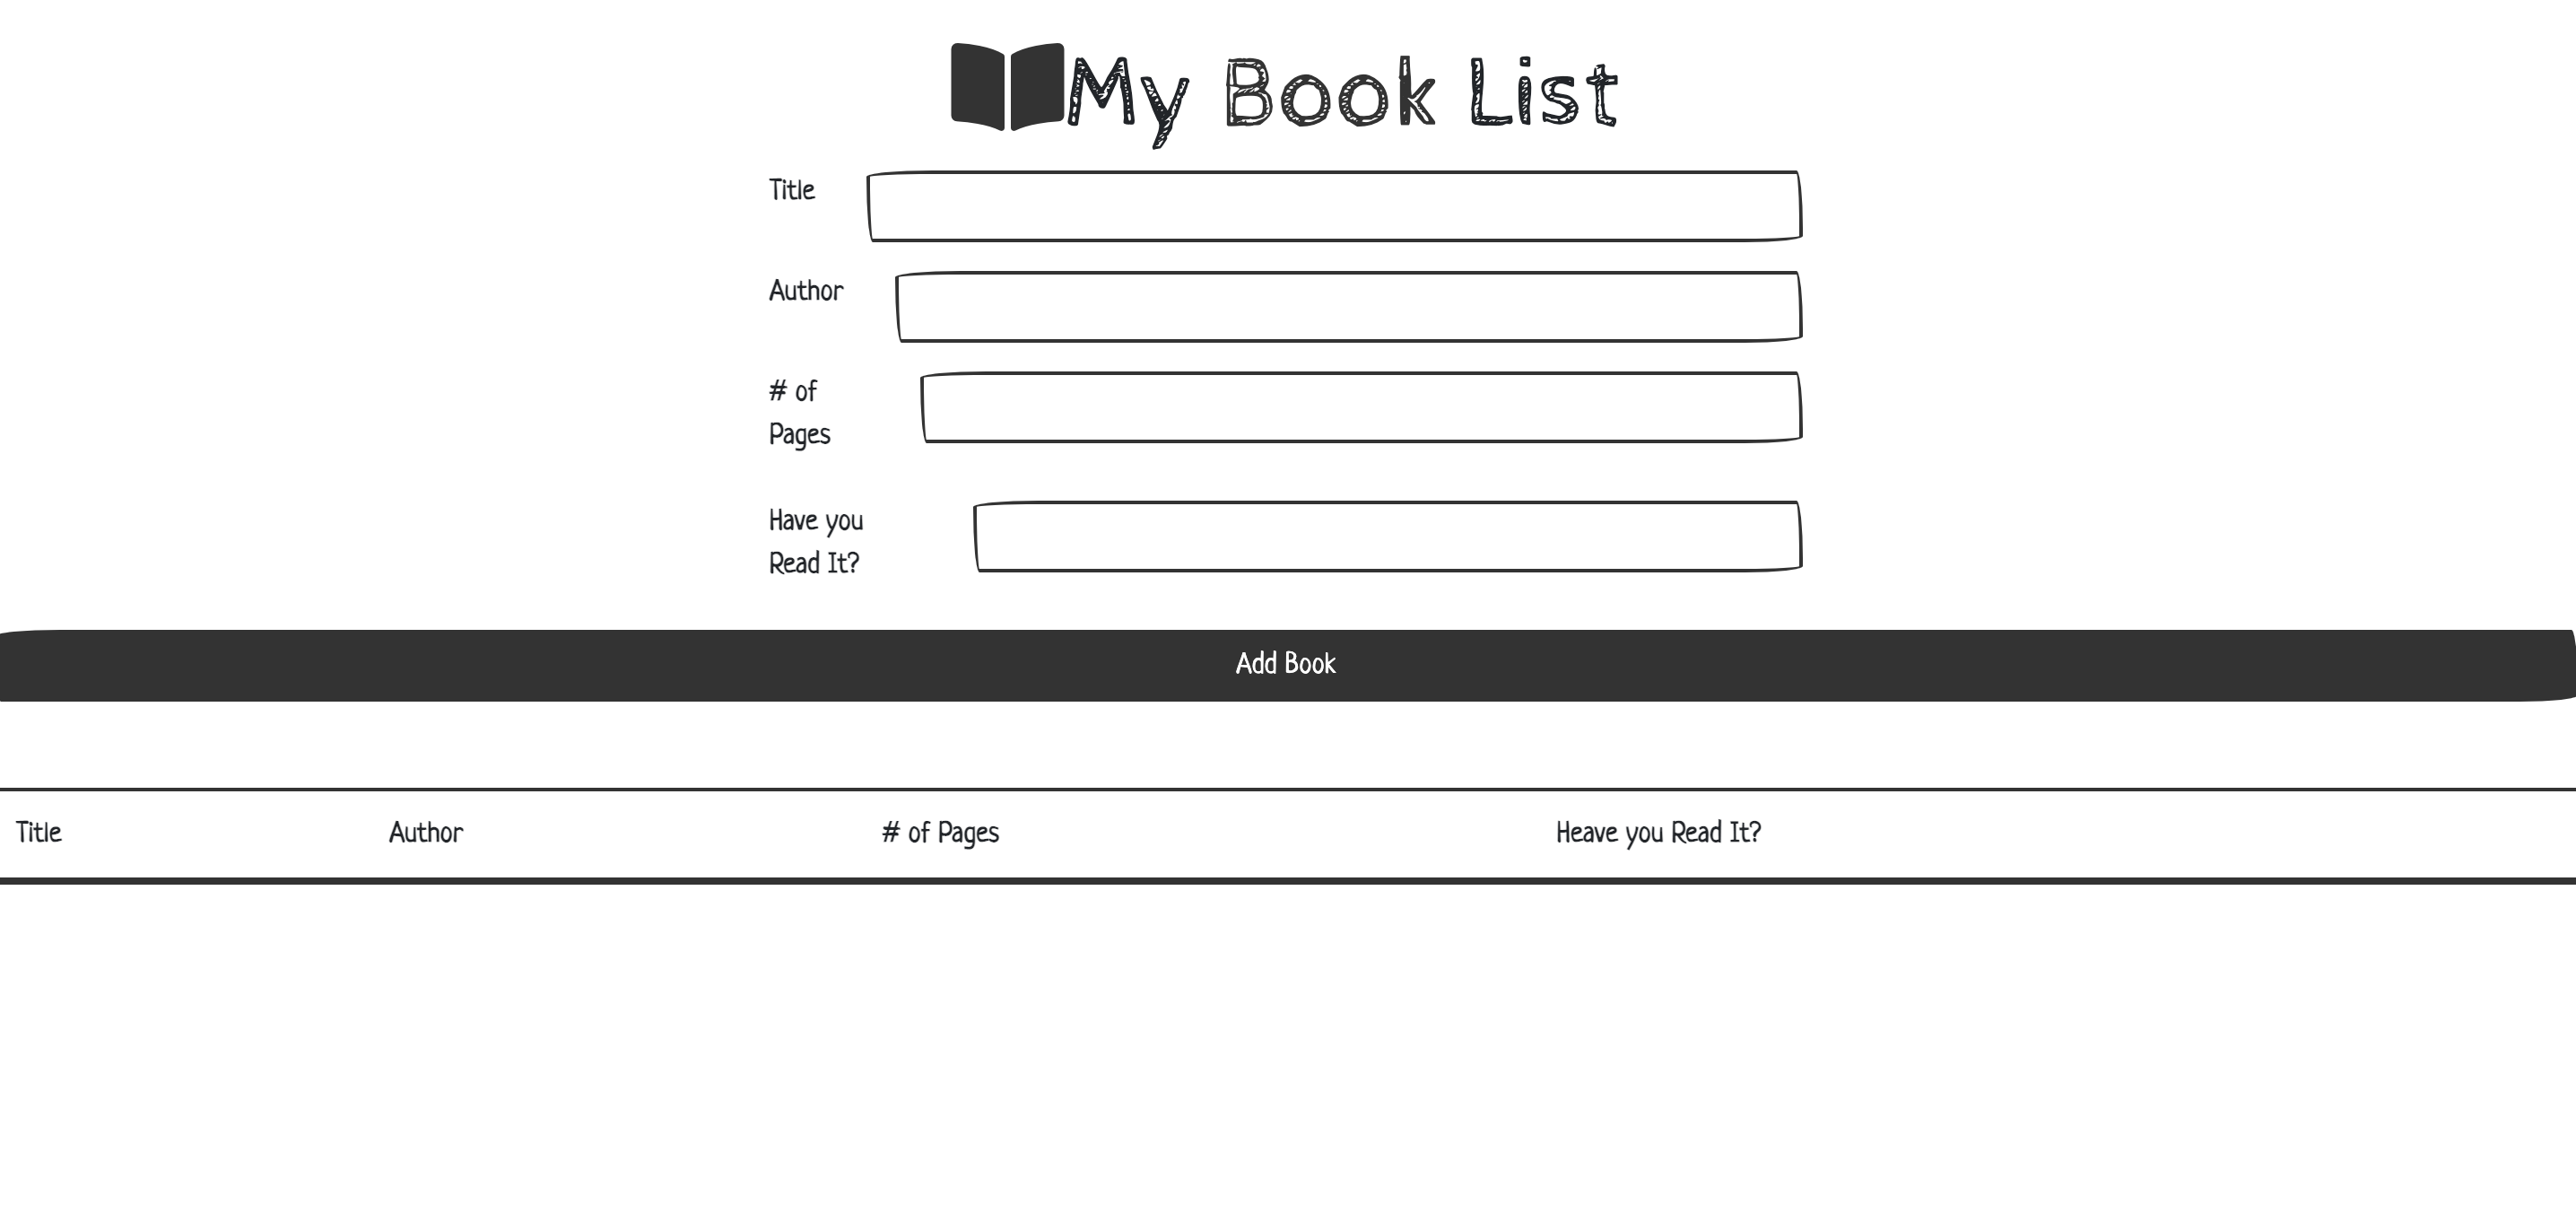 My Book List
Title
Author
# of
Pages
Have you
Read It?
Add Book
Title Author # of Pages Heave you Read It?